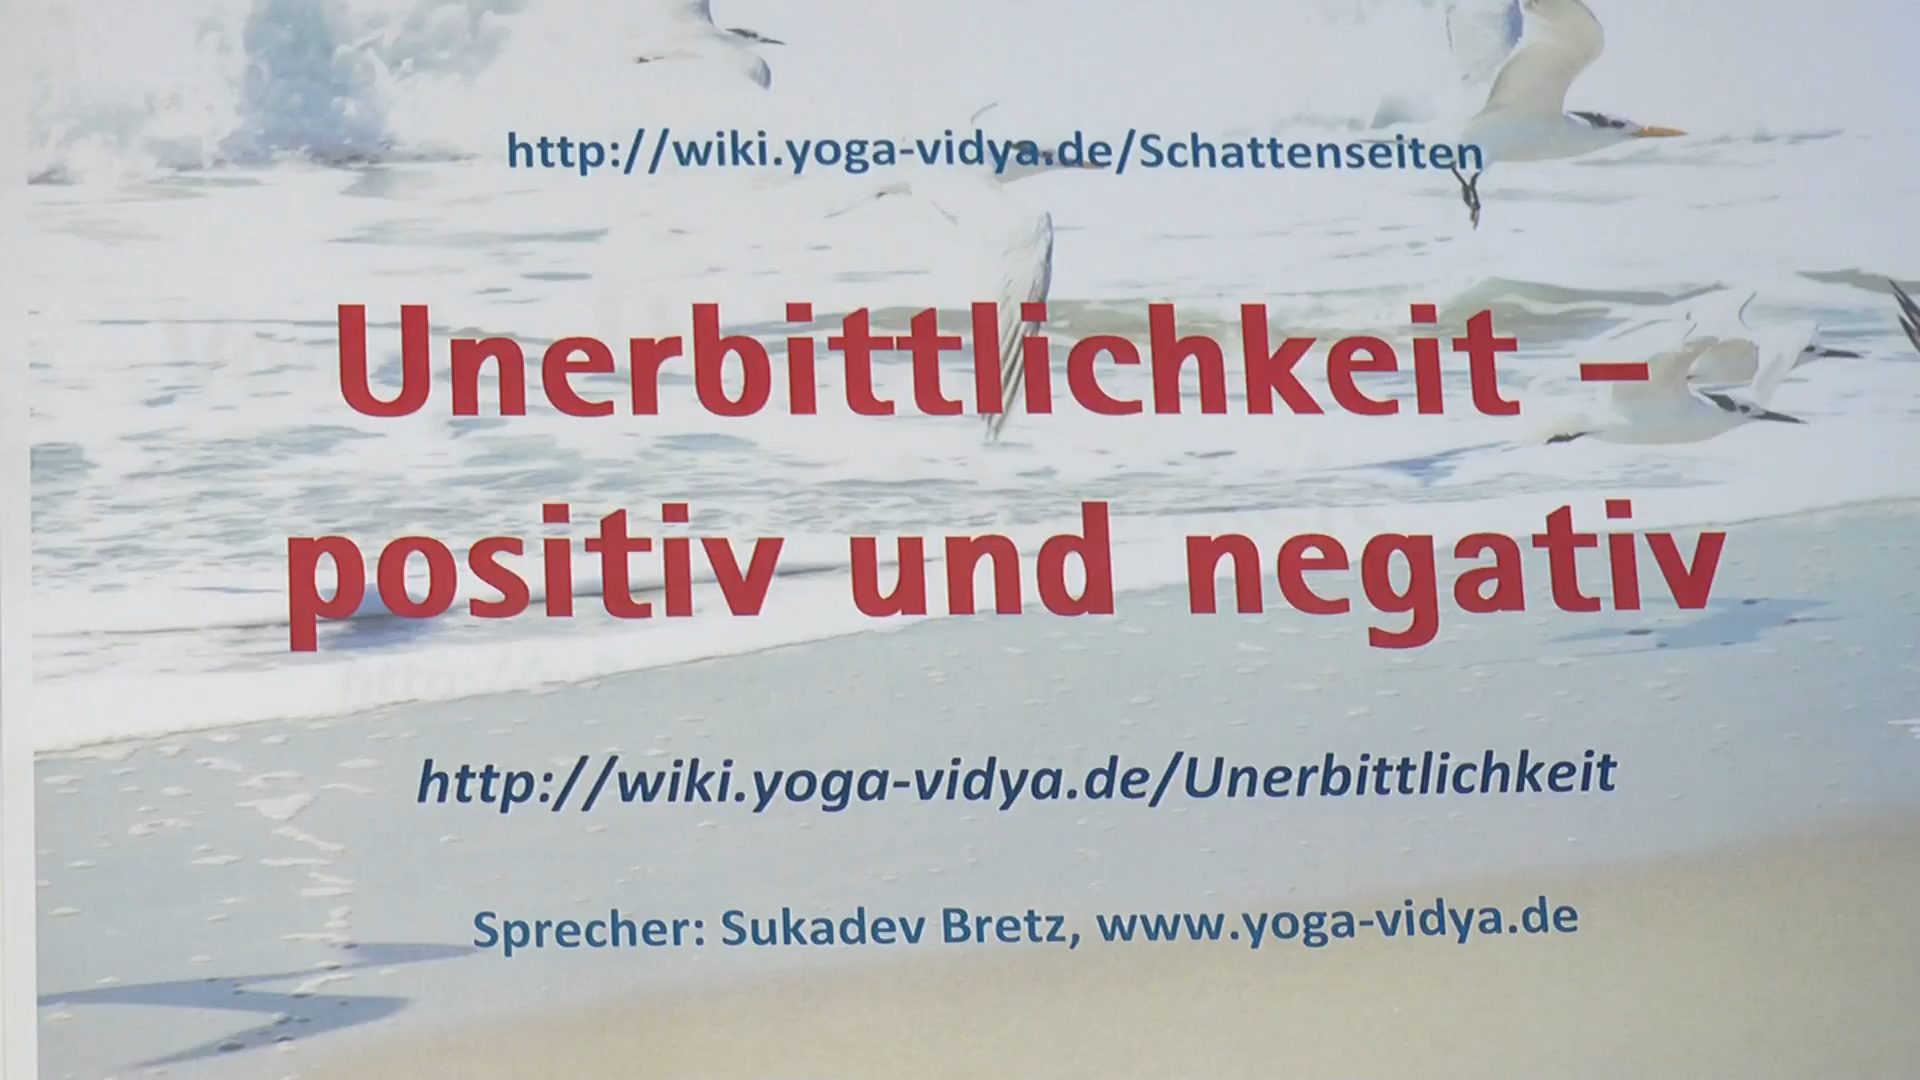 http://wiki.yoga-vidya.de/Schattenseiten
Unerbittlichkeit –
positiv und negativ
http://wiki.yoga-vidya.de/Unerbittlichkeit
Sprecher: Sukadev Bretz, www.yoga-vidya.de